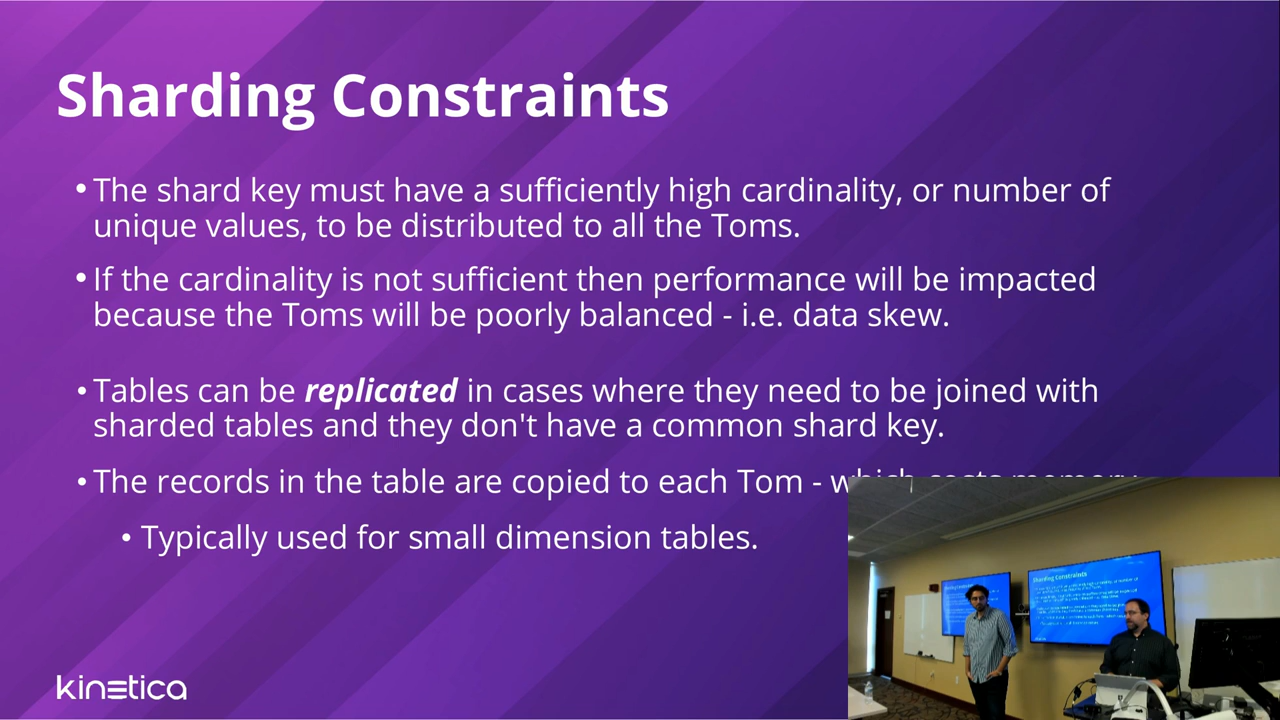 Sharding Constraints
• The shard key must have a sufficiently high cardinality, or number of
unique values, to be distributed to all the Toms.
• If the cardinality is not sufficient then performance will be impacted
because the Toms will be poorly balanced - i.e. data skew.
• Tables can be replicated in cases where they need to be joined with
sharded tables and they don't have a common shard key.
• The records in the table are copied to each Tom - which costs memory.
• Typically used for small dimension tables.
kinetica
Sharding Constraints